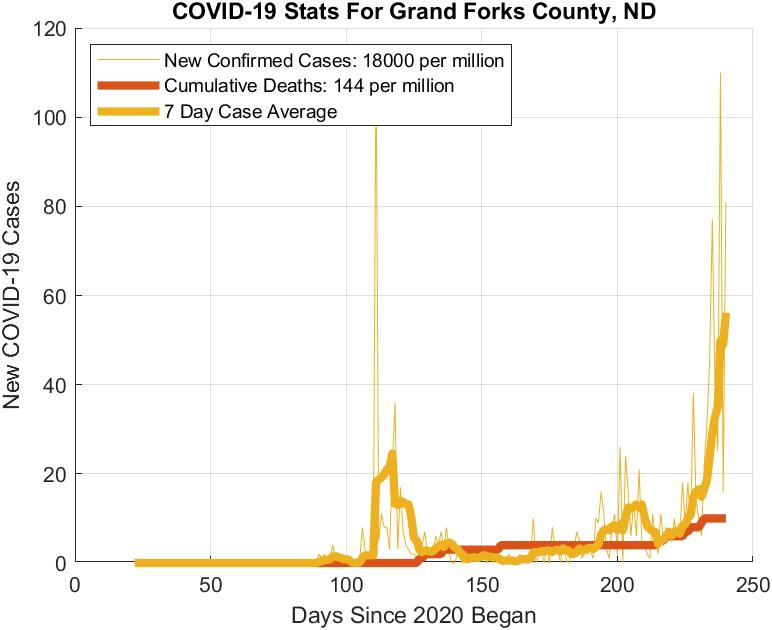 COVID-19 Stats For Grand Forks County, ND
New Confirmed Cases: 18000 per million
Cumulative Deaths: 144 per million
7 Day Case Average
New COVID-19 Cases
120
100
80
60
40
20
0
0 50 100 150 200 250
Days Since 2020 Began